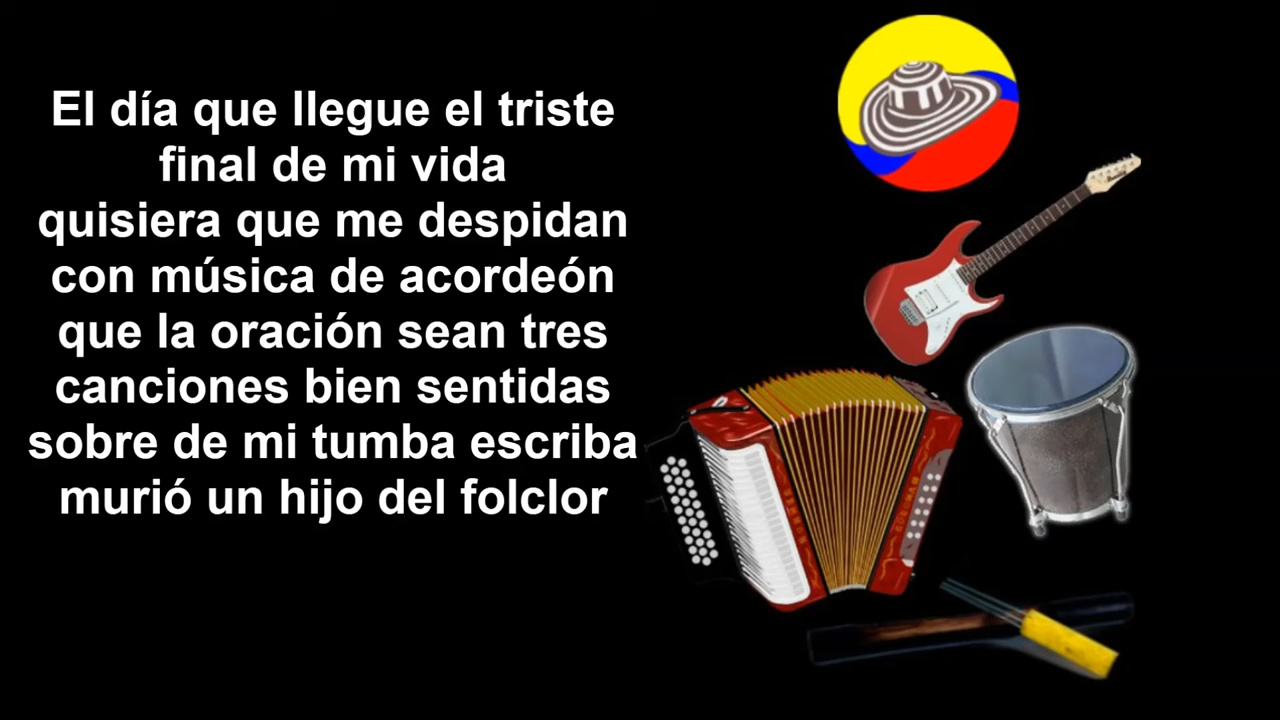 El día que llegue el triste
final de mi vida
quisiera que me despidan
con música de acordeón
que la oración sean tres
canciones bien sentidas
sobre de mi tumba escriba
murió un hijo del folclor
HOHNER